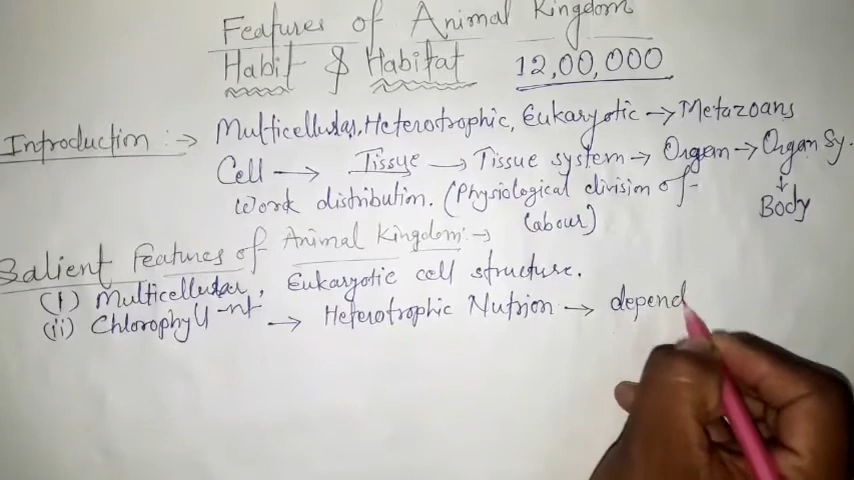 Features of Animal Kingdom
Habit & Habitat 12,00,000
Introduction :→ Multicellular, Heterotrophic, Eukaryotic → Metazoans
Cell → Tissue → Tissue system → Organ → Organ Sy.
↓
Body
Work distribution. (Physiological division of
labour)
Salient Features of Animal Kingdom :→
(i) Multicellular, Eukaryotic cell structure.
(ii) Chlorophyll -nt → Heterotrophic Nutrion → depend